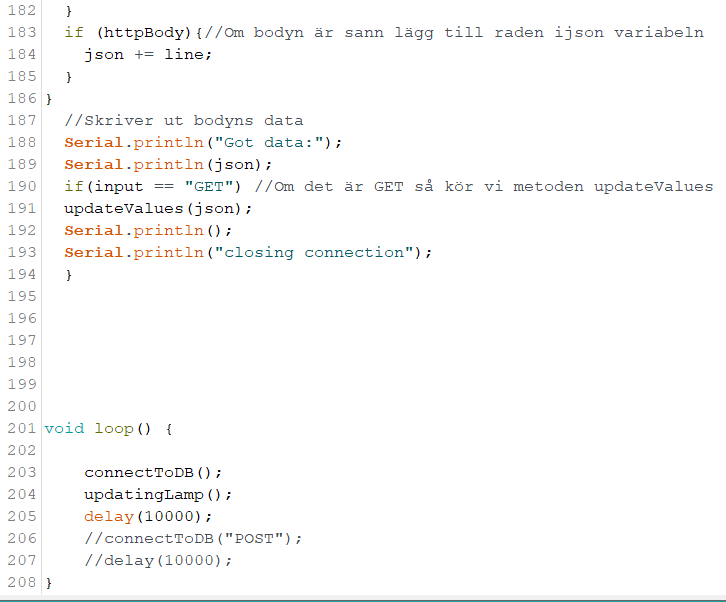 182 }
183 if (httpBody){//Om bodyn är sann lägg till raden ijson variabeln
184 json += line;
185 }
186 }
187 //Skriver ut bodyns data
188 Serial.println("Got data:");
189 Serial.println(json);
190 if(input == "GET") //Om det är GET så kör vi metoden updateValues
191 updateValues(json);
192 Serial.println();
193 Serial.println("closing connection");
194 }
195
196
197
198
199
200
201 void loop() {
202
203 connectToDB();
204 updatingLamp();
205 delay(10000);
206 //connectToDB("POST");
207 //delay(10000);
208 }